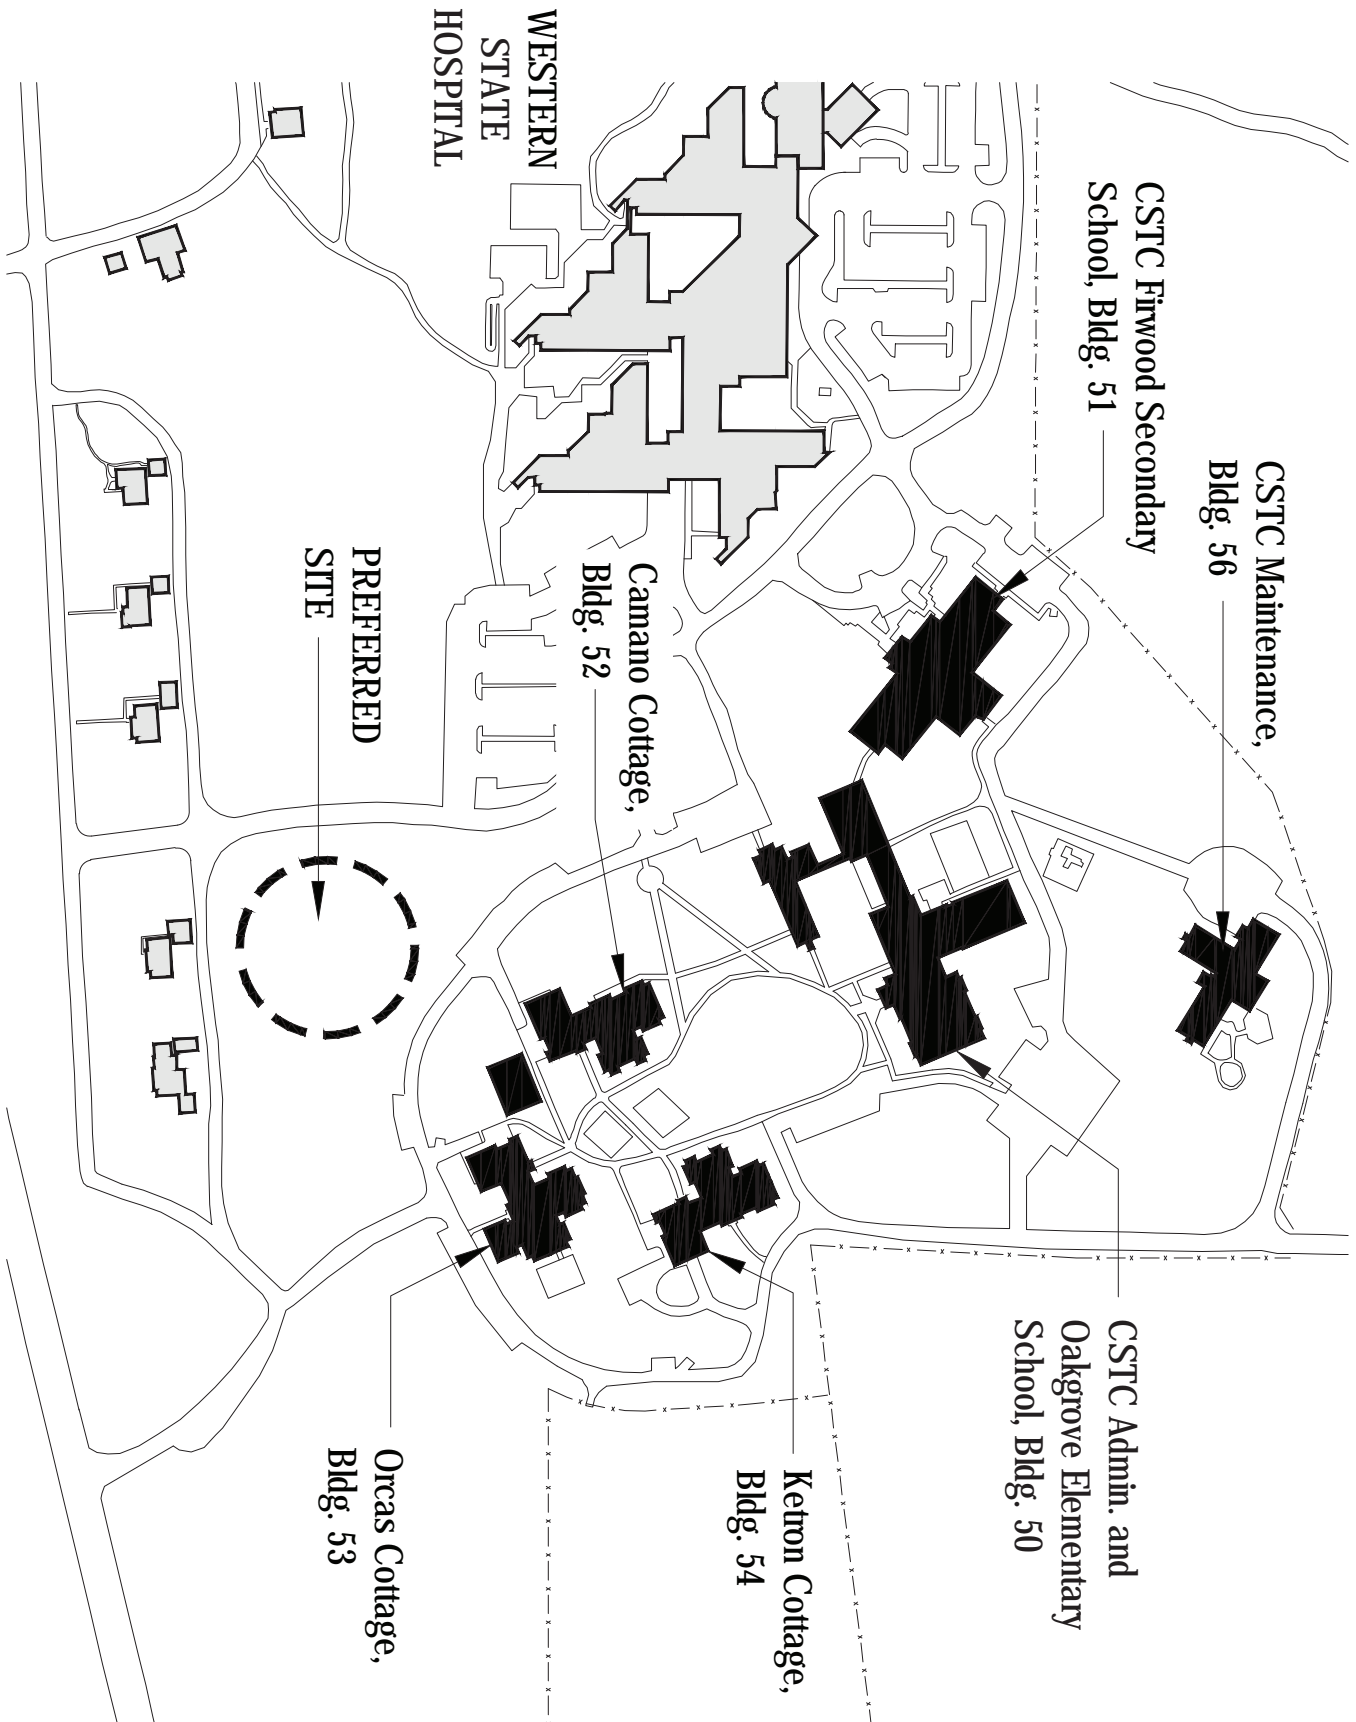 WESTERN
STATE
HOSPITAL
CSTC Firwood Secondary
School, Bldg. 51
CSTC Maintenance,
Bldg. 56
Camano Cottage,
Bldg. 52
PREFERRED
SITE
CSTC Admin. and
Oakgrove Elementary
School, Bldg. 50
Ketron Cottage,
Bldg. 54
Orcas Cottage,
Bldg. 53